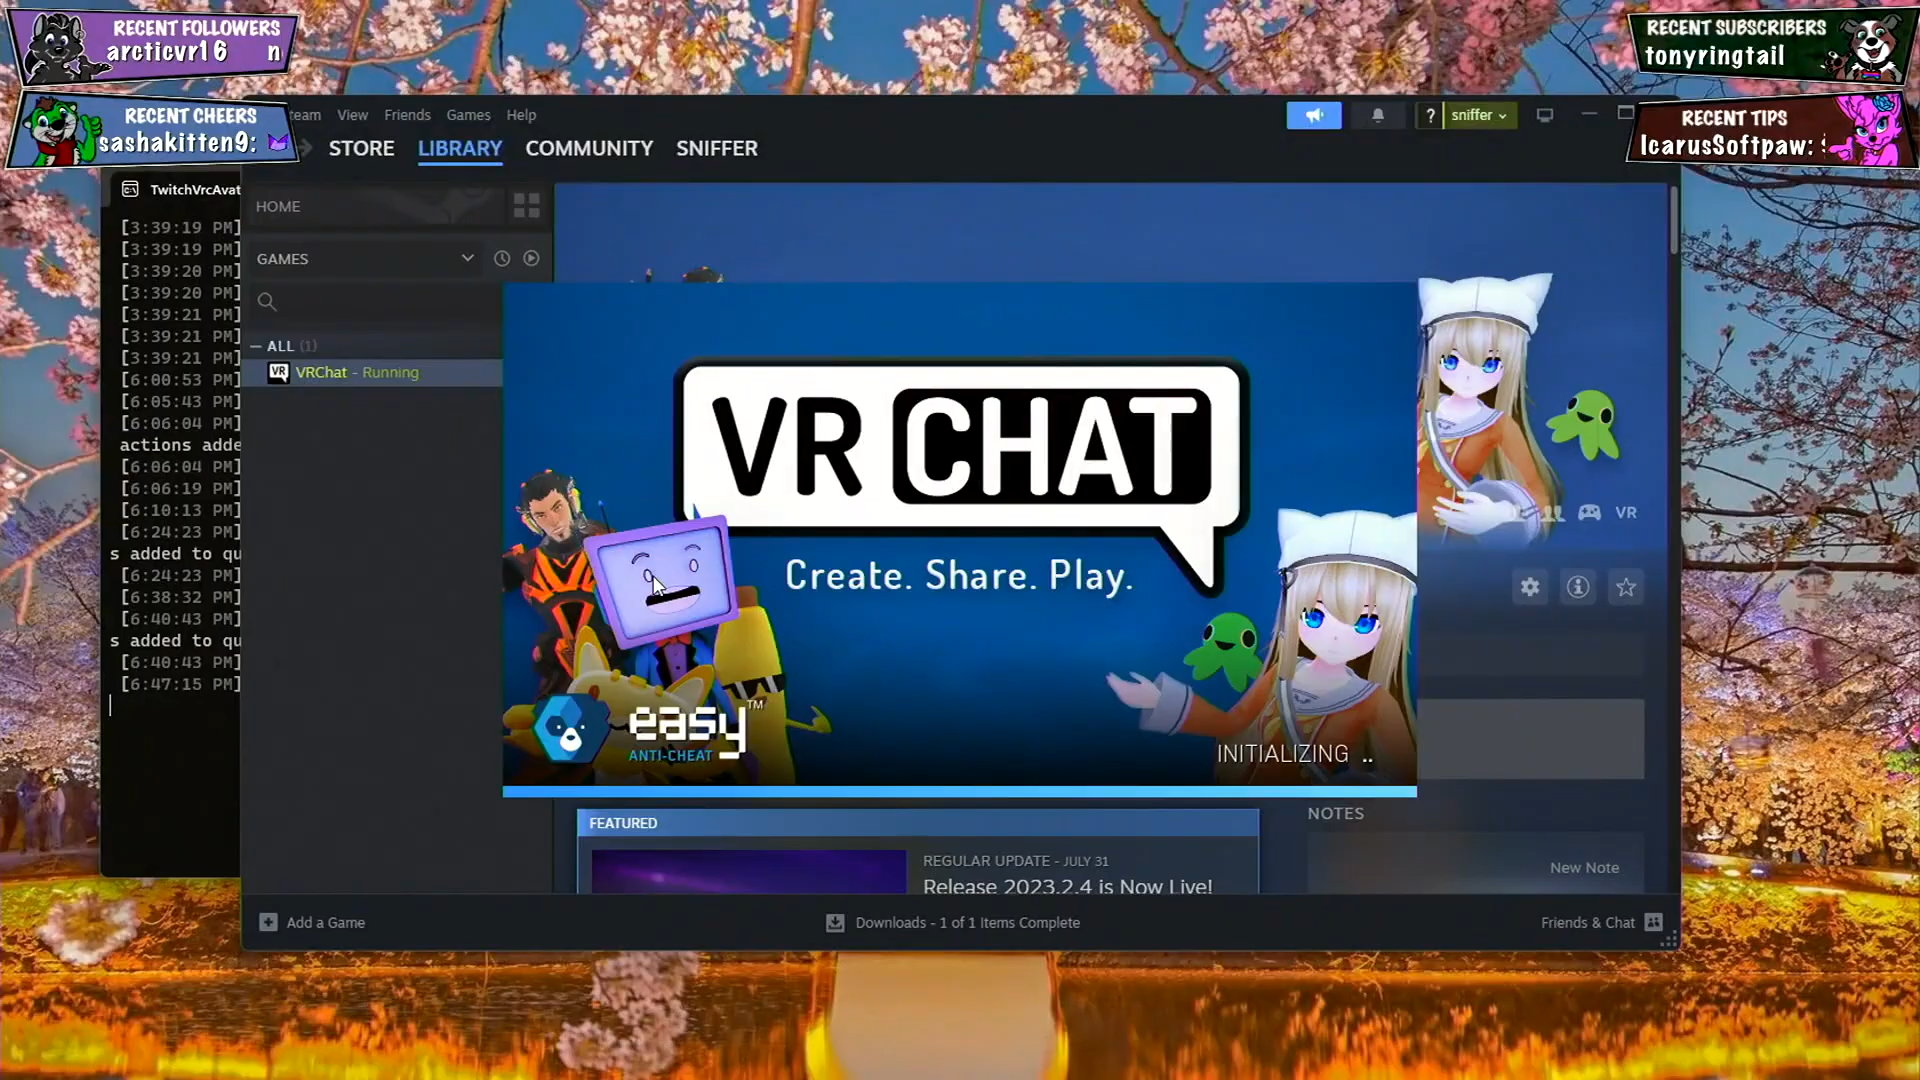 RECENT FOLLOWERS
arcticvr16 n
RECENT CHEERS
sashakitten9:
RECENT SUBSCRIBERS
tonyringtail
RECENT TIPS
IcarusSoftpaw:
team View Friends Games Help
? sniffer
STORE LIBRARY COMMUNITY SNIFFER
TwitchVrcAvat
[3:39:19 PM]
[3:39:19 PM]
[3:39:20 PM]
[3:39:20 PM]
[3:39:21 PM]
[3:39:21 PM]
[3:39:21 PM]
[6:00:53 PM]
[6:05:43 PM]
[6:06:04 PM]
actions adde
[6:06:04 PM]
[6:06:19 PM]
[6:10:13 PM]
[6:24:23 PM]
s added to qu
[6:24:23 PM]
[6:38:32 PM]
[6:40:43 PM]
s added to qu
[6:40:43 PM]
[6:47:15 PM]
HOME
GAMES
ALL (1)
VR VRChat - Running
VR CHAT
Create. Share. Play.
easy™
ANTI-CHEAT
INITIALIZING ..
VR
FEATURED
REGULAR UPDATE - JULY 31
Release 2023.2.4 is Now Live!
NOTES
New Note
Add a Game
Downloads - 1 of 1 Items Complete
Friends & Chat